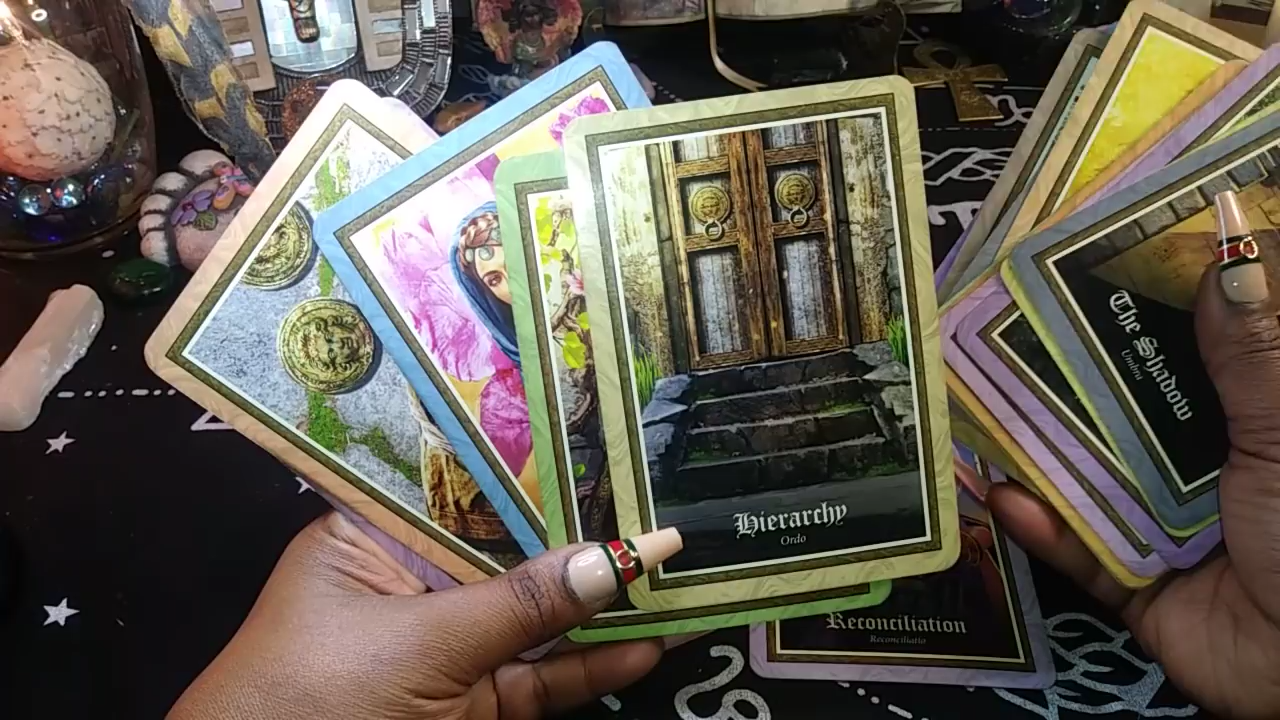 Hierarchy
Ordo
The Shadow
Umbra
Reconciliation
Reconciliatio